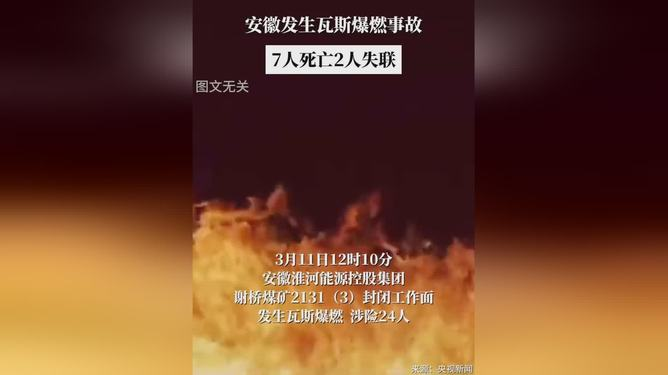 安徽发生瓦斯爆燃事故
7人死亡2人失联
图文无关
3月11日12时10分
安徽淮河能源控股集团
谢桥煤矿2131（3）封闭工作面
发生瓦斯爆燃 涉险24人
来源：央视新闻